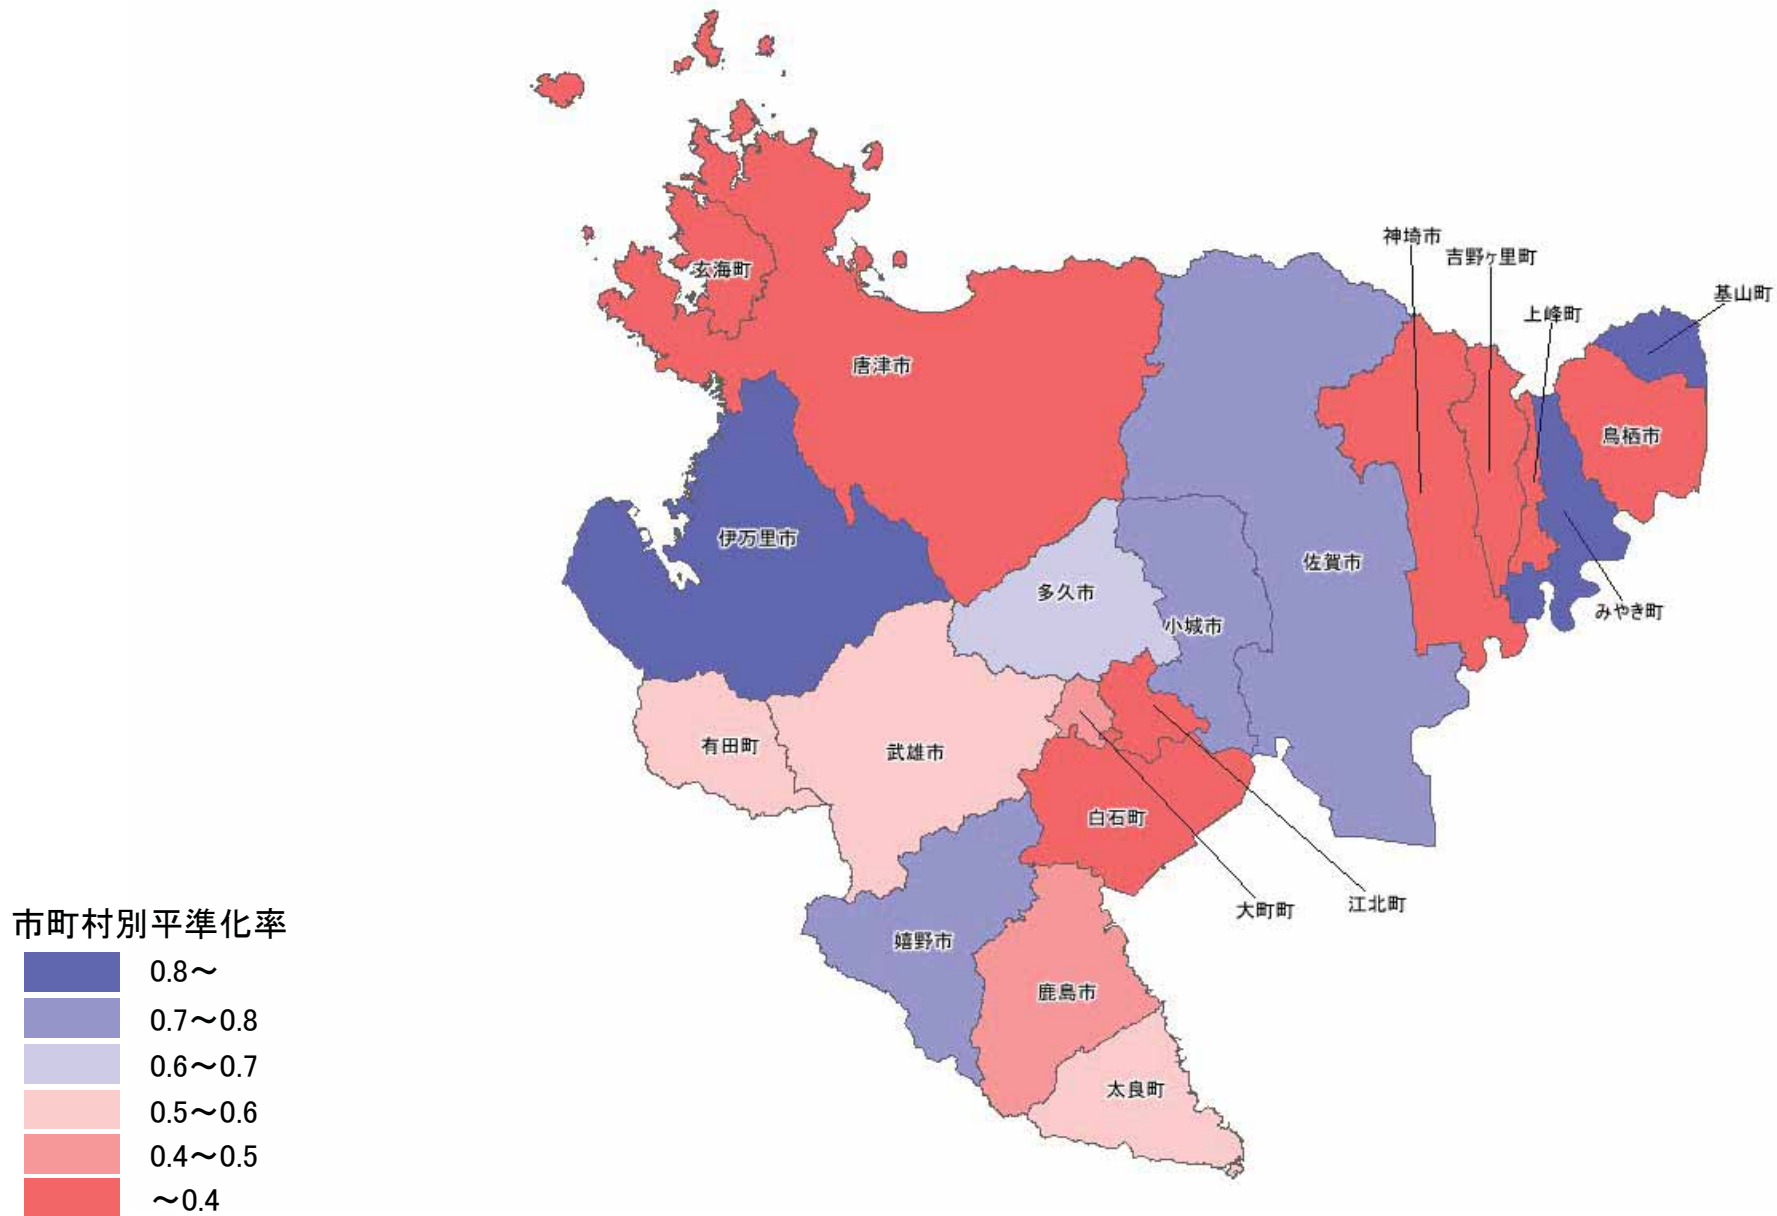 神埼市
吉野ヶ里町
玄海町
基山町
上峰町
唐津市
鳥栖市
伊万里市
佐賀市
多久市
みやき町
小城市
有田町
武雄市
白石町
江北町
大町町
嬉野市
鹿島市
太良町
市町村別平準化率
0.8～
0.7～0.8
0.6～0.7
0.5～0.6
0.4～0.5
～0.4